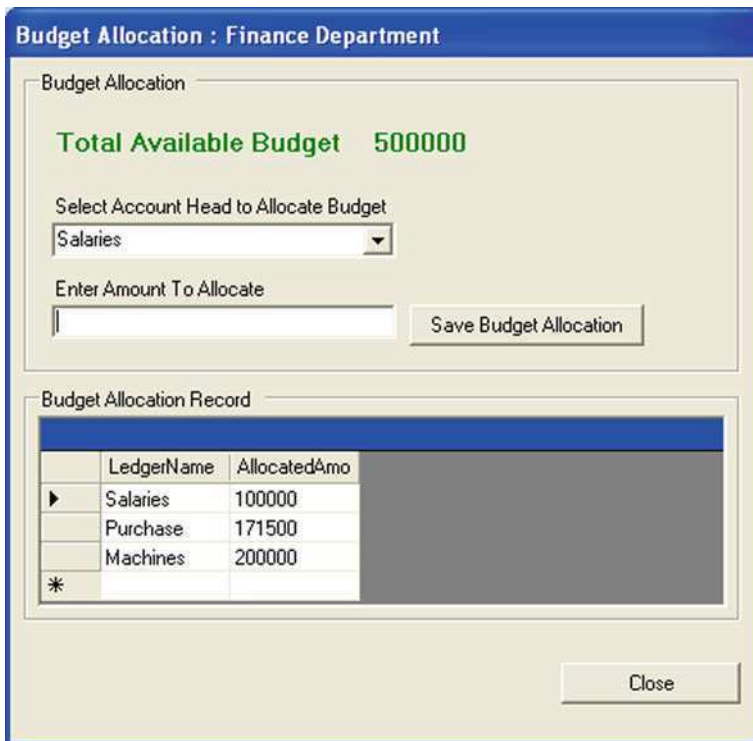 Budget Allocation : Finance Department
Budget Allocation
Total Available Budget 500000
Select Account Head to Allocate Budget
Salaries
Enter Amount To Allocate
Save Budget Allocation
Budget Allocation Record
LedgerName AllocatedAmo
Salaries 100000
Purchase 171500
Machines 200000
Close